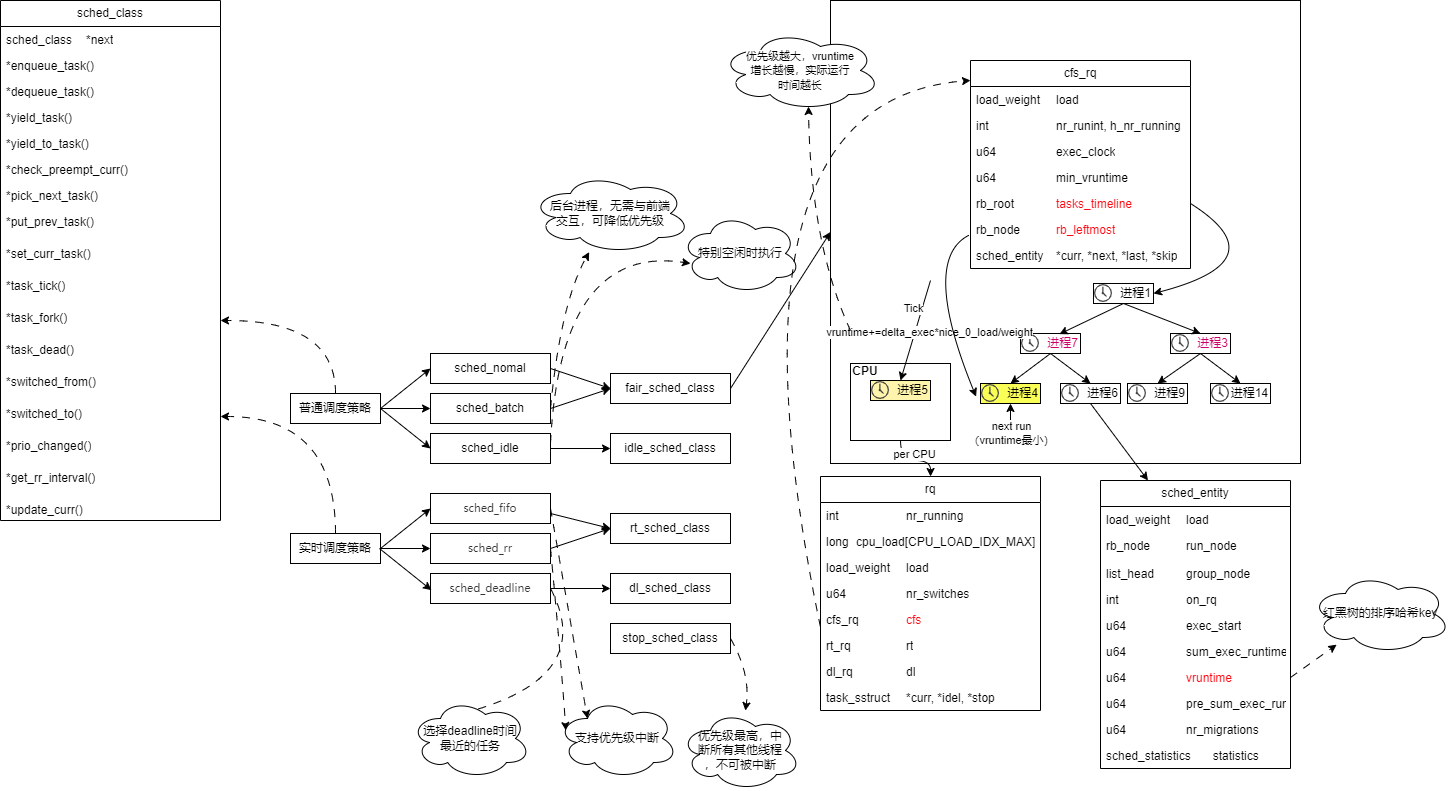 sched_class
sched_class *next
*enqueue_task()
*dequeue_task()
*yield_task()
*yield_to_task()
*check_preempt_curr()
*pick_next_task()
*put_prev_task()
*set_curr_task()
*task_tick()
*task_fork()
*task_dead()
*switched_from()
*switched_to()
*prio_changed()
*get_rr_interval()
*update_curr()
普通调度策略
实时调度策略
sched_nomal
sched_batch
sched_idle
sched_fifo
sched_rr
sched_deadline
fair_sched_class
idle_sched_class
rt_sched_class
dl_sched_class
stop_sched_class
后台进程，无需与前端
交互，可降低优先级
特别空闲时执行
选择deadline时间
最近的任务
支持优先级中断
优先级最高，中
断所有其他线程
，不可被中断
优先级越大，vruntime
增长越慢，实际运行
时间越长
cfs_rq
load_weight load
int nr_runint, h_nr_running
u64 exec_clock
u64 min_vruntime
rb_root tasks_timeline
rb_node rb_leftmost
sched_entity *curr, *next, *last, *skip
Tick
vruntime+=delta_exec*nice_0_load/weight
进程1
进程7
进程3
进程4
进程6
进程9
进程14
next run
（vruntime最小）
CPU
进程5
per CPU
rq
int nr_running
long cpu_load[CPU_LOAD_IDX_MAX]
load_weight load
u64 nr_switches
cfs_rq cfs
rt_rq rt
dl_rq dl
task_sstruct *curr, *idel, *stop
sched_entity
load_weight load
rb_node run_node
list_head group_node
int on_rq
u64 exec_start
u64 sum_exec_runtime
u64 vruntime
u64 pre_sum_exec_rur
u64 nr_migrations
sched_statistics statistics
红黑树的排序哈希key